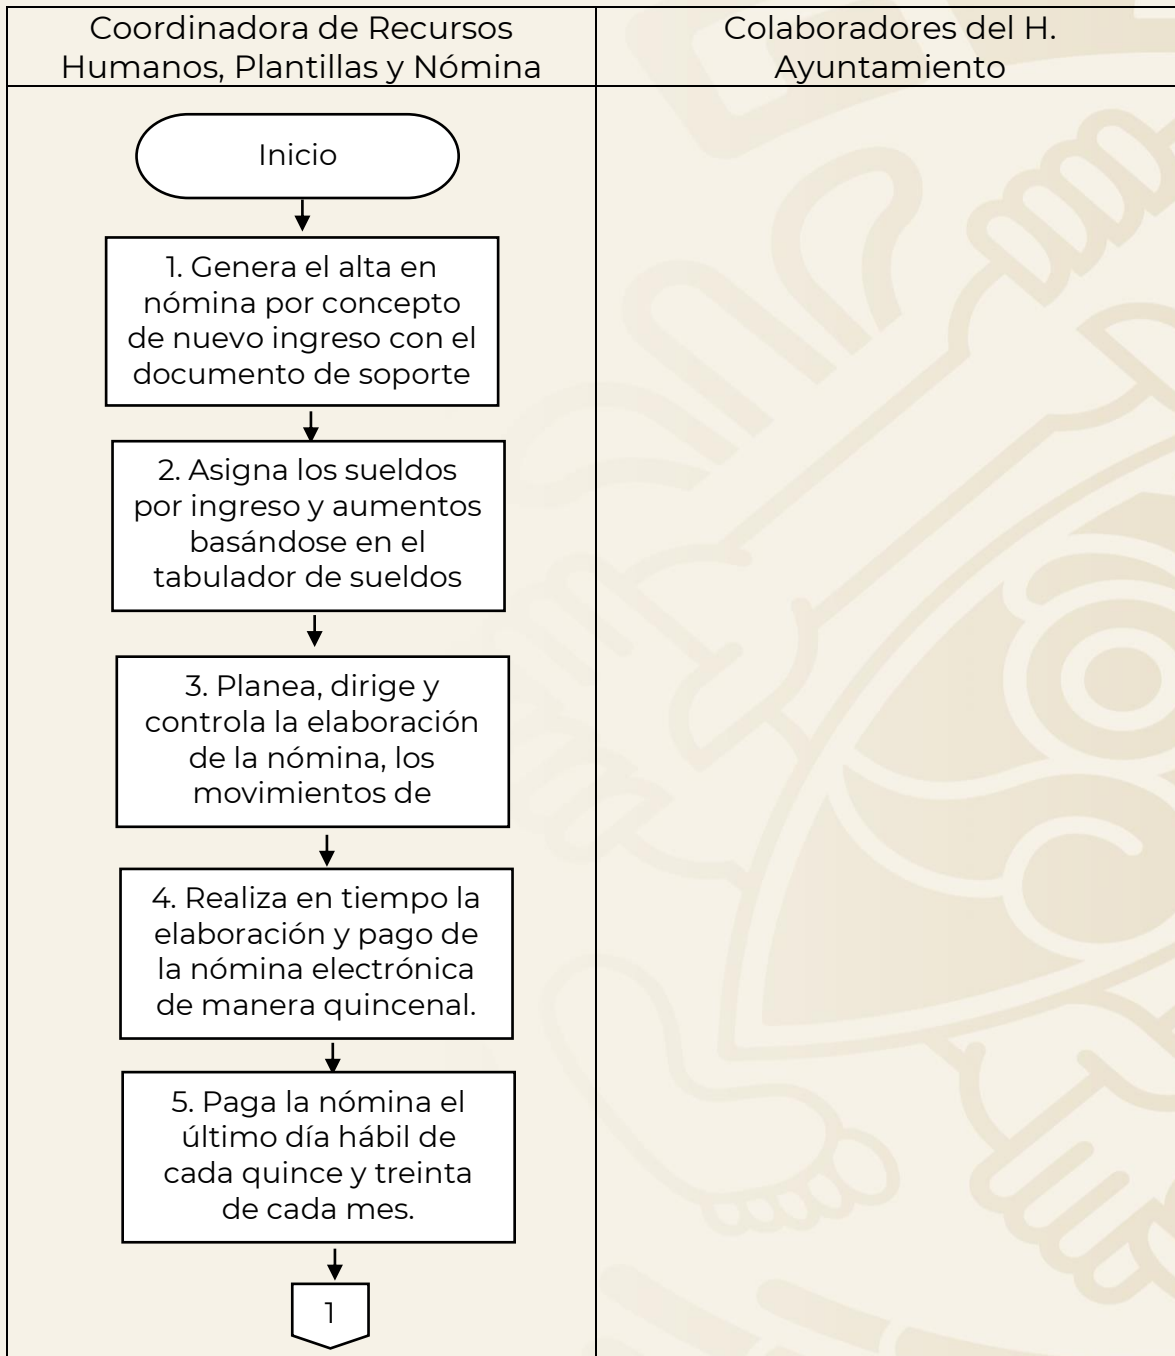 Coordinadora de Recursos
Humanos, Plantillas y Nómina
Colaboradores del H.
Ayuntamiento
Inicio
1. Genera el alta en
nómina por concepto
de nuevo ingreso con el
documento de soporte
2. Asigna los sueldos
por ingreso y aumentos
basándose en el
tabulador de sueldos
3. Planea, dirige y
controla la elaboración
de la nómina, los
movimientos de
4. Realiza en tiempo la
elaboración y pago de
la nómina electrónica
de manera quincenal.
5. Paga la nómina el
último día hábil de
cada quince y treinta
de cada mes.
1